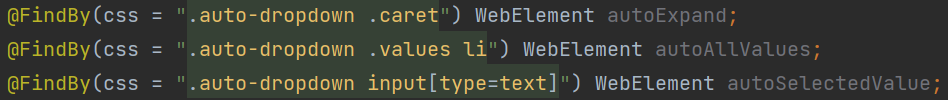 @FindBy(css = ".auto-dropdown .caret") WebElement autoExpand;
@FindBy(css = ".auto-dropdown .values li") WebElement autoAllValues;
@FindBy(css = ".auto-dropdown input[type=text]") WebElement autoSelectedValue;